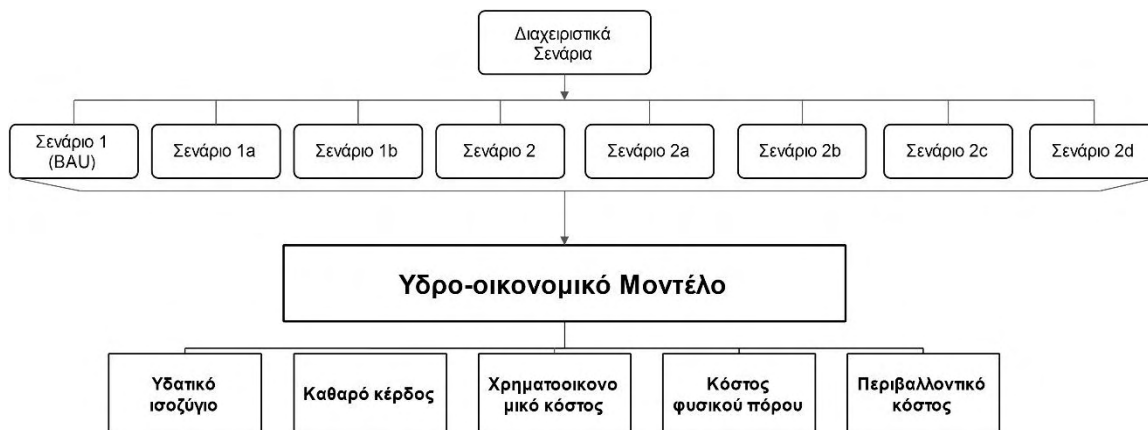 Διαχειριστικά
Σενάρια
Σενάριο 1
(BAU)
Σενάριο 1a
Σενάριο 1b
Σενάριο 2
Σενάριο 2a
Σενάριο 2b
Σενάριο 2c
Σενάριο 2d
Υδρο-οικονομικό Μοντέλο
Υδατικό
ισοζύγιο
Καθαρό κέρδος
Χρηματοοικονο
μικό κόστος
Κόστος
φυσικού πόρου
Περιβαλλοντικό
κόστος